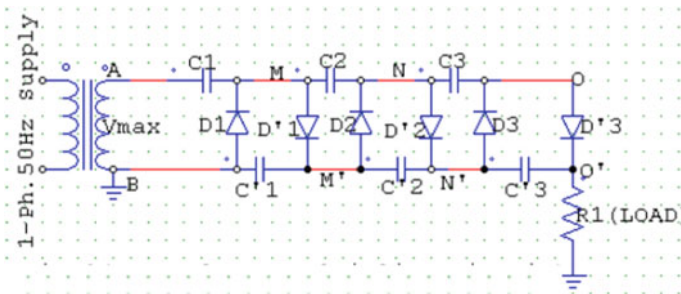 1-Ph. 50Hz Supply
A
C1
M
C2
N
C3
O
Vmax
D1
D'1
D2
D'2
D3
D'3
B
C'1
M'
C'2
N'
C'3
O'
R1(LOAD